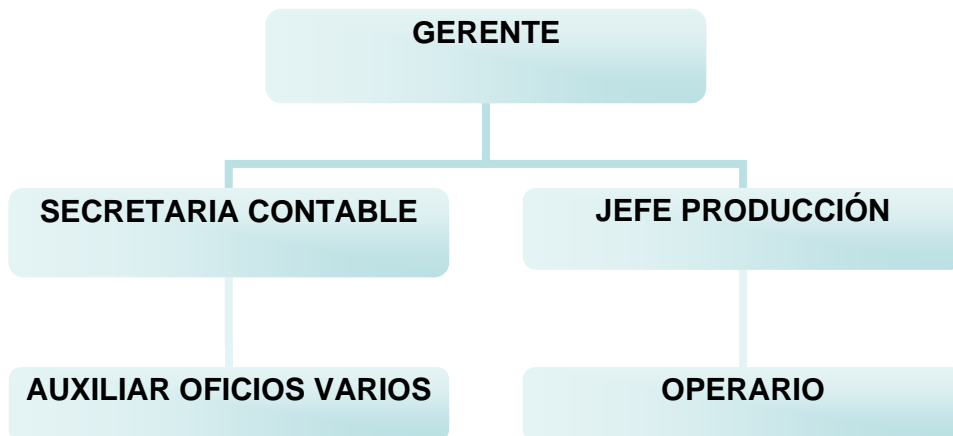 GERENTE
SECRETARIA CONTABLE
JEFE PRODUCCIÓN
AUXILIAR OFICIOS VARIOS
OPERARIO